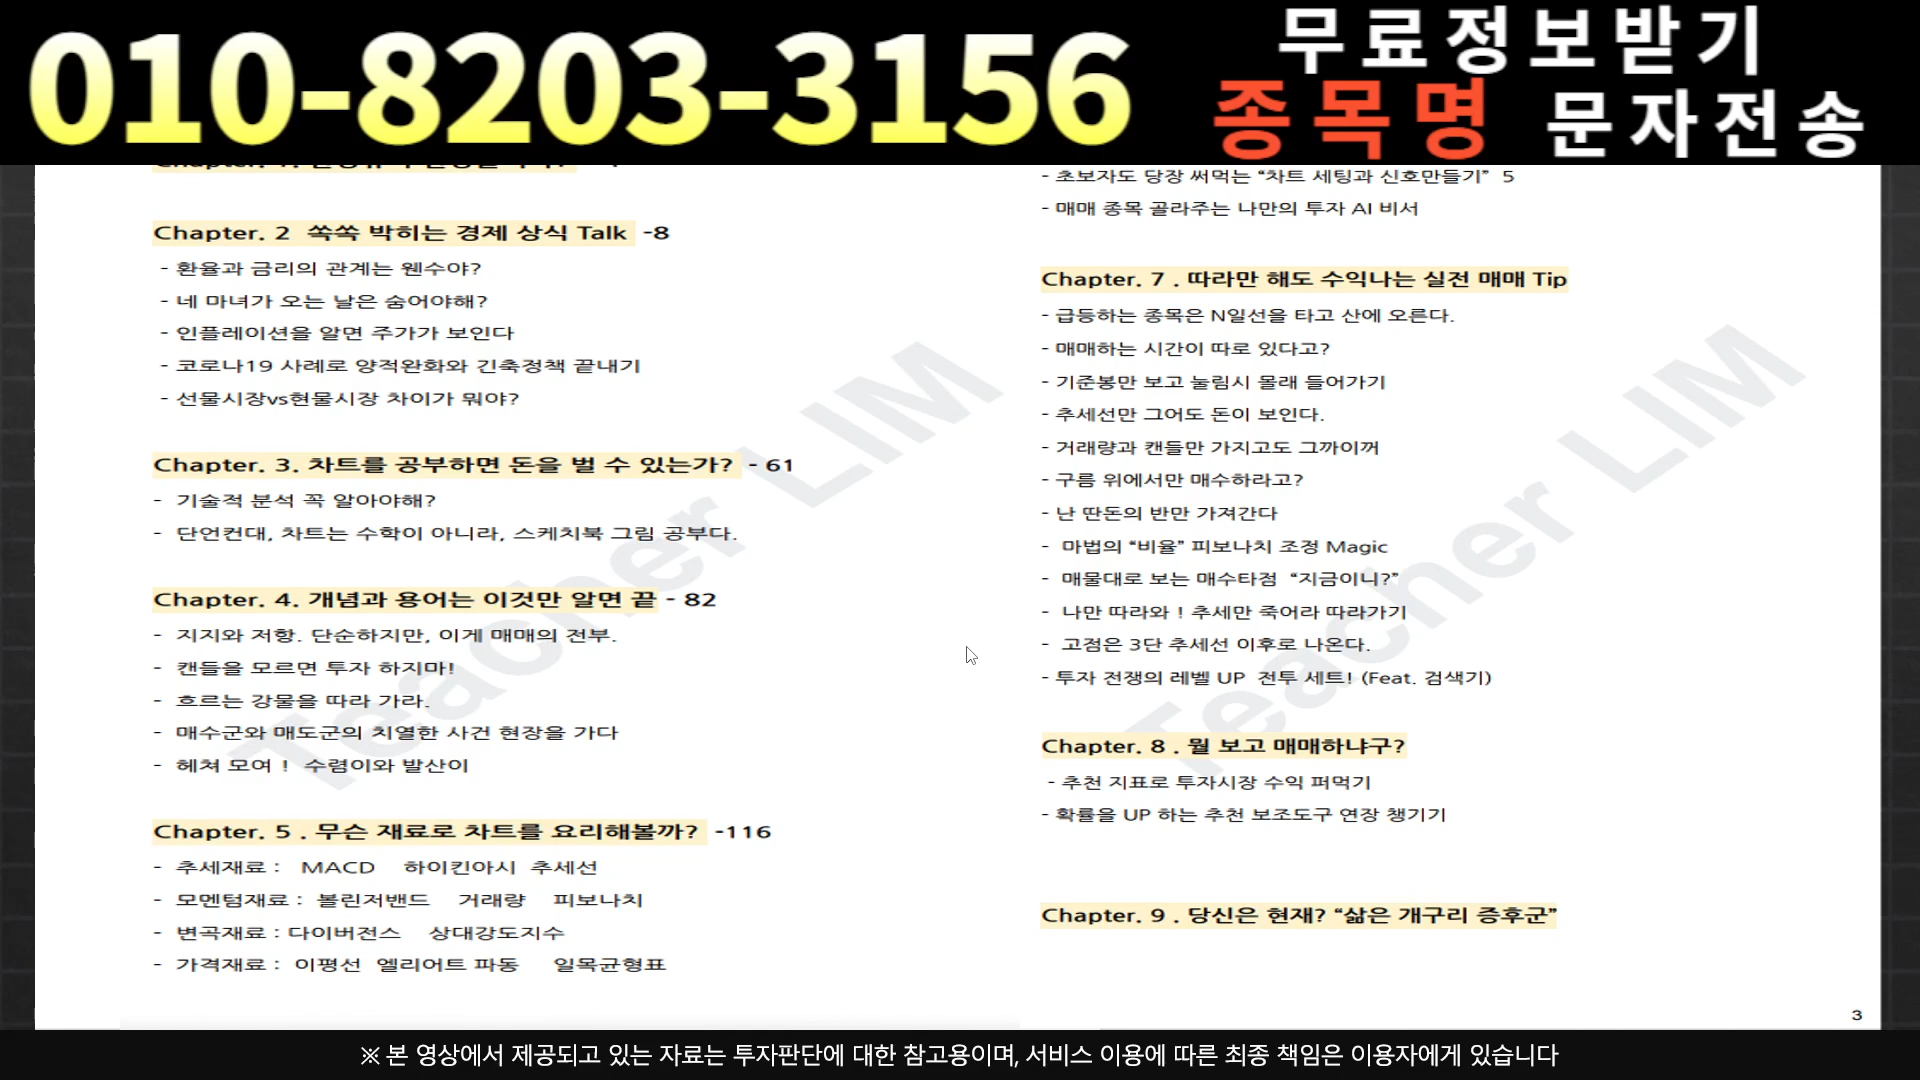 010-8203-3156
무료정보받기
종목명 문자전송
Chapter. 2 쏙쏙 박히는 경제 상식 Talk -8
- 환율과 금리의 관계는 웬수야?
- 네 마녀가 오는 날은 숨어야해?
- 인플레이션을 알면 주가가 보인다
- 코로나19 사례로 양적완화와 긴축정책 끝내기
- 선물시장vs현물시장 차이가 뭐야?
Chapter. 3. 차트를 공부하면 돈을 벌 수 있는가? - 61
- 기술적 분석 꼭 알아야해?
- 단언컨대, 차트는 수학이 아니라, 스케치북 그림 공부다.
Chapter. 4. 개념과 용어는 이것만 알면 끝 - 82
- 지지와 저항. 단순하지만, 이게 매매의 전부.
- 캔들을 모르면 투자 하지마!
- 흐르는 강물을 따라 가라.
- 매수군와 매도군의 치열한 사건 현장을 가다
- 헤쳐 모여 ! 수렴이와 발산이
Chapter. 5 . 무슨 재료로 차트를 요리해볼까? -116
- 추세재료 : MACD 하이킨아시 추세선
- 모멘텀재료 : 볼린저밴드 거래량 피보나치
- 변곡재료 : 다이버전스 상대강도지수
- 가격재료 : 이평선 엘리어트 파동 일목균형표
- 초보자도 당장 써먹는 “차트 세팅과 신호만들기” 5
- 매매 종목 골라주는 나만의 투자 AI 비서
Chapter. 7 . 따라만 해도 수익나는 실전 매매 Tip
- 급등하는 종목은 N일선을 타고 산에 오른다.
- 매매하는 시간이 따로 있다고?
- 기준봉만 보고 눌림시 몰래 들어가기
- 추세선만 그어도 돈이 보인다.
- 거래량과 캔들만 가지고도 그까이꺼
- 구름 위에서만 매수하라고?
- 난 딴돈의 반만 가져간다
- 마법의 “비율” 피보나치 조정 Magic
- 매물대로 보는 매수타점 “지금이니?”
- 나만 따라와 ! 추세만 죽어라 따라가기
- 고점은 3단 추세선 이후로 나온다.
- 투자 전쟁의 레벨 UP 전투 세트! (Feat. 검색기)
Chapter. 8 . 뭘 보고 매매하냐구?
- 추천 지표로 투자시장 수익 퍼먹기
- 확률을 UP 하는 추천 보조도구 연장 챙기기
Chapter. 9 . 당신은 현재? “삶은 개구리 증후군”
3
Teacher LIM
Teacher LIM
※ 본 영상에서 제공되고 있는 자료는 투자판단에 대한 참고용이며, 서비스 이용에 따른 최종 책임은 이용자에게 있습니다